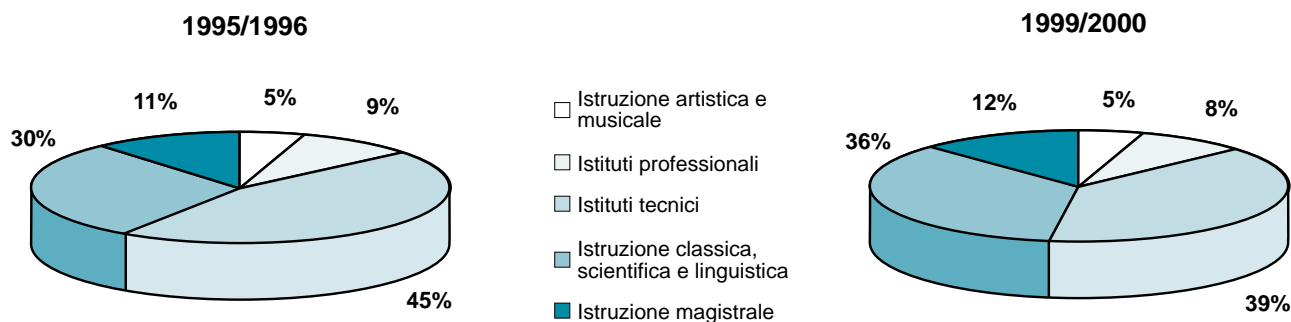 1995/1996
11%
5%
9%
30%
45%
Istruzione artistica e
musicale
Istituti professionali
Istituti tecnici
Istruzione classica,
scientifica e linguistica
Istruzione magistrale
1999/2000
12%
5%
8%
36%
39%